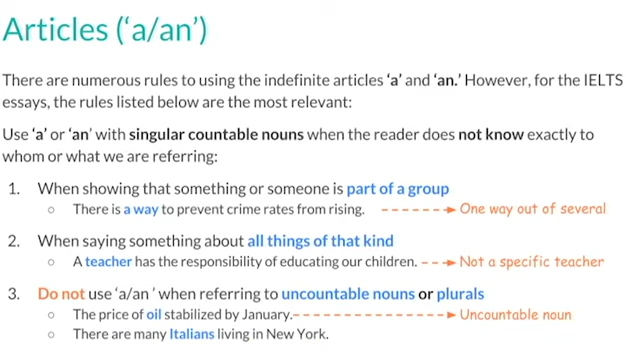 Articles (‘a/an’)
There are numerous rules to using the indefinite articles ‘a’ and ‘an.’ However, for the IELTS
essays, the rules listed below are the most relevant:
Use ‘a’ or ‘an’ with singular countable nouns when the reader does not know exactly to
whom or what we are referring:
1. When showing that something or someone is part of a group
○ There is a way to prevent crime rates from rising. One way out of several
2. When saying something about all things of that kind
○ A teacher has the responsibility of educating our children. Not a specific teacher
3. Do not use ‘a/an ’ when referring to uncountable nouns or plurals
○ The price of oil stabilized by January. Uncountable noun
○ There are many Italians living in New York.